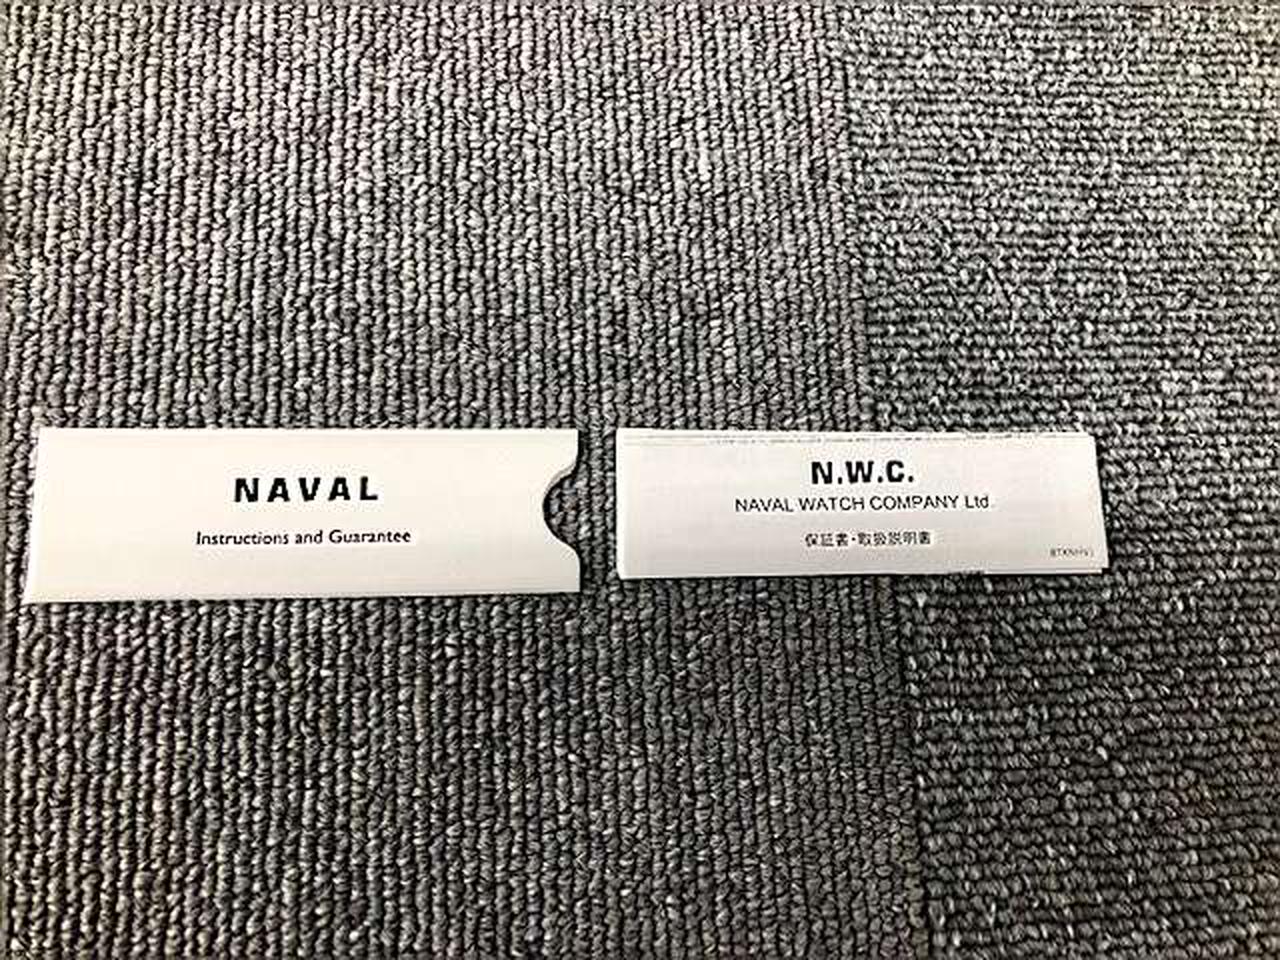 NAVAL
Instructions and Guarantee
N.W.C.
NAVAL WATCH COMPANY Ltd.
保証書・取扱説明書